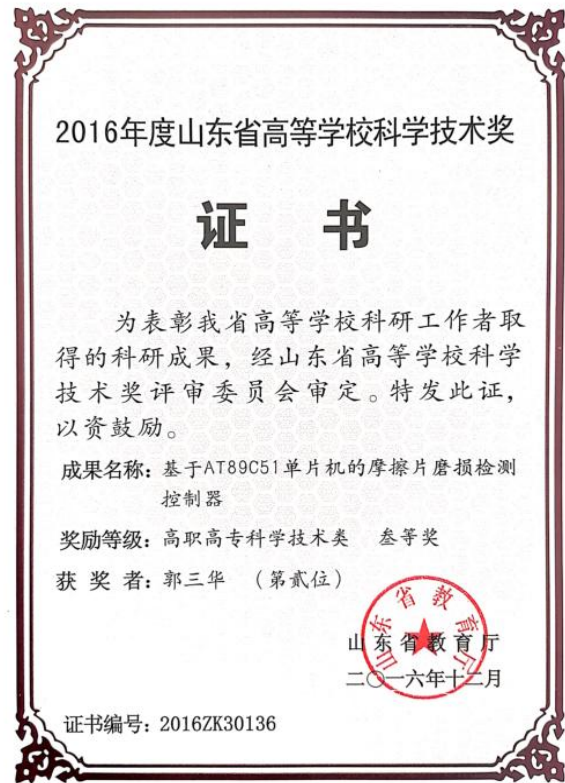 2016年度山东省高等学校科学技术奖
证 书
为表彰我省高等学校科研工作者取
得的科研成果，经山东省高等学校科学
技术奖评审委员会审定。特发此证，
以资鼓励。
成果名称：基于AT89C51单片机的摩擦片磨损检测
控制器
奖励等级：高职高专科学技术类 叁等奖
获 奖 者：郭三华 （第贰位）
山东省教育厅
山东省教育厅
二〇一六年十二月
证书编号：2016ZK30136